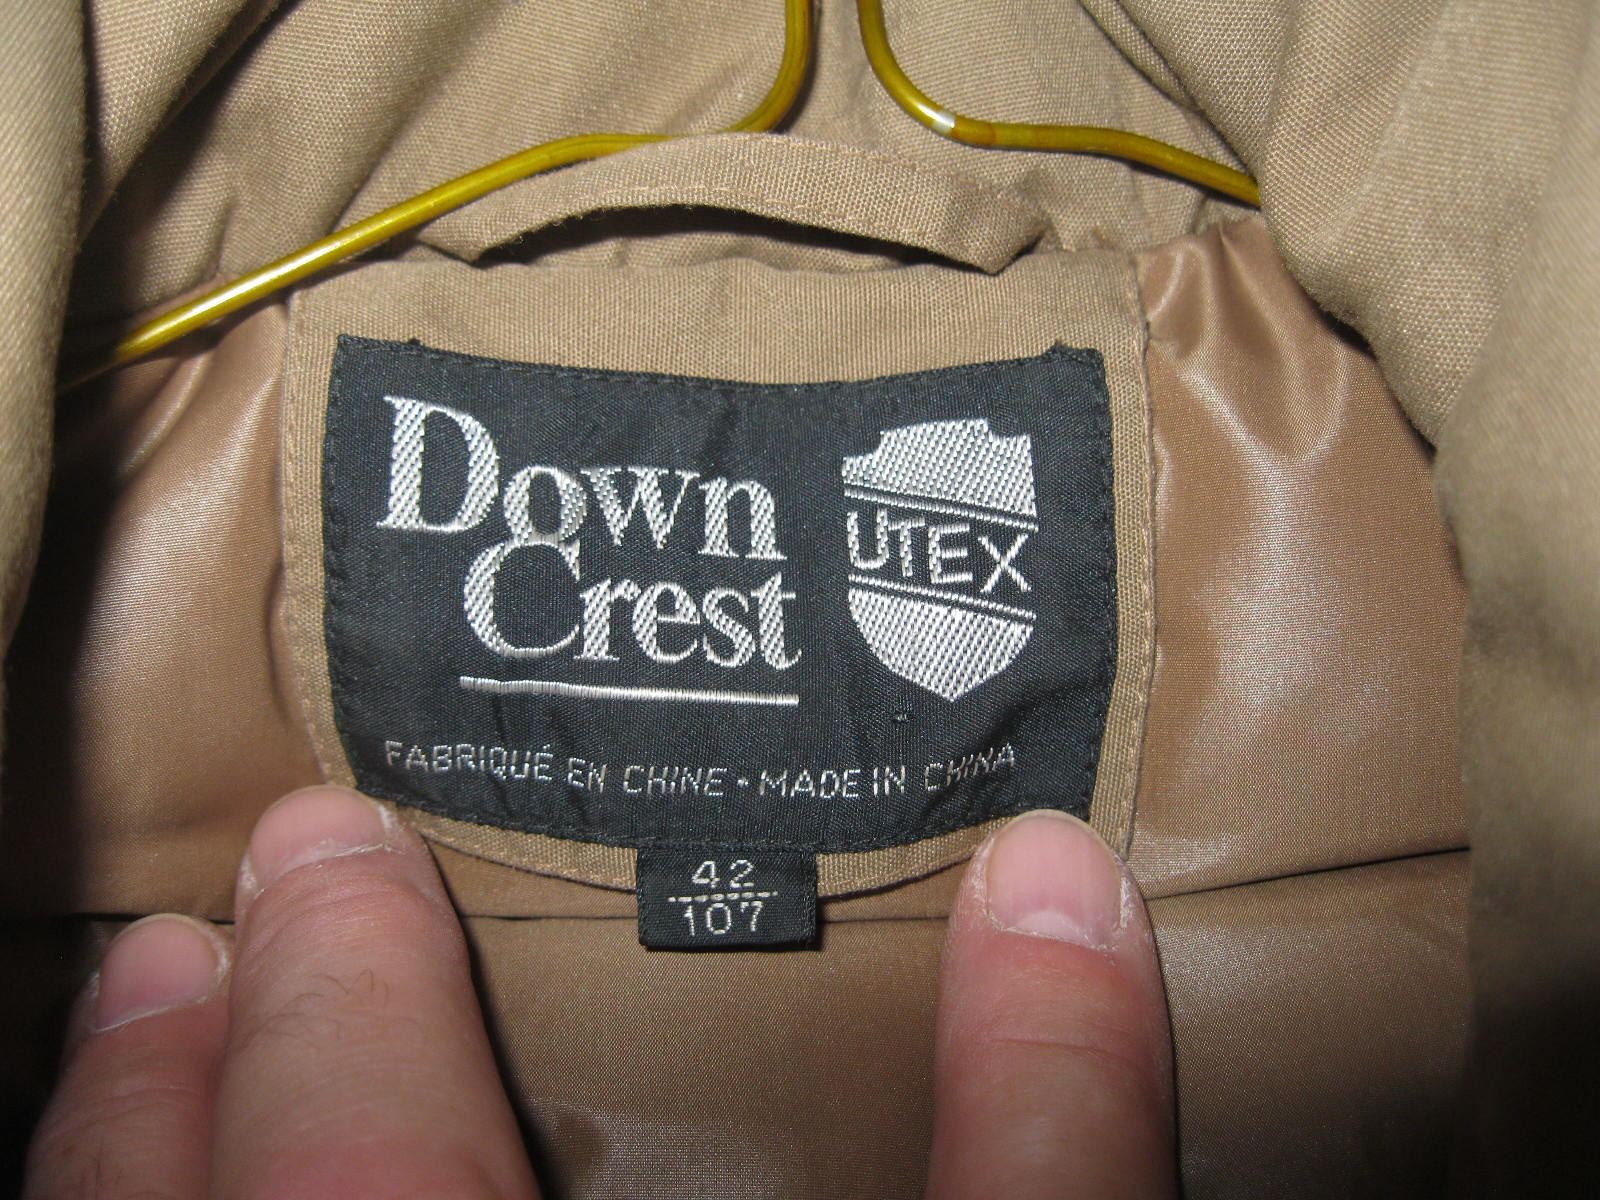 Down
Crest
UTEX
FABRIQUÉ EN CHINE • MADE IN CHINA
42
107